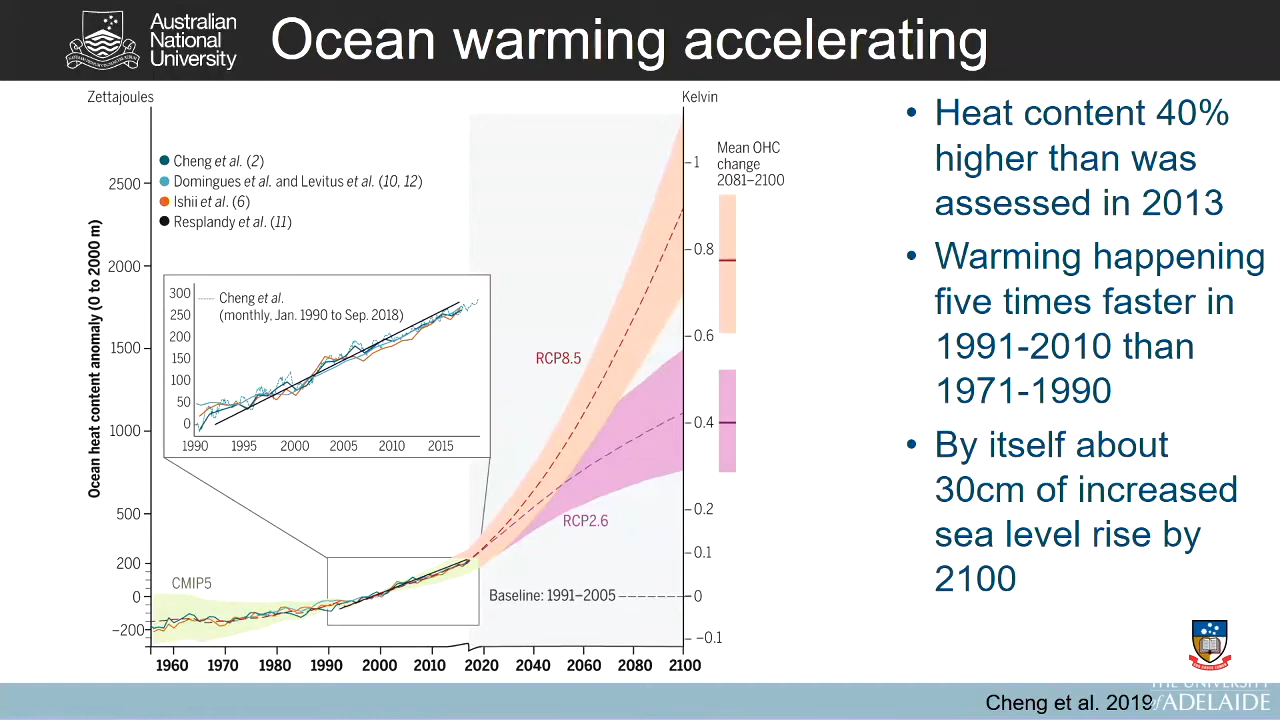 Australian
National
University
Ocean warming accelerating
Zettajoules
Kelvin
Cheng et al. (2)
Domingues et al. and Levitus et al. (10, 12)
Ishii et al. (6)
Resplandy et al. (11)
Ocean heat content anomaly (0 to 2000 m)
2500
2000
1500
1000
500
200
0
−200
300
250
200
150
100
50
0
Cheng et al.
(monthly, Jan. 1990 to Sep. 2018)
1990 1995 2000 2005 2010 2015
RCP8.5
RCP2.6
CMIP5
Baseline: 1991–2005
1
0.8
0.6
0.4
0.2
0.1
0
−0.1
1960 1970 1980 1990 2000 2010 2020 2040 2060 2080 2100
Mean OHC
change
2081–2100
• Heat content 40%
higher than was
assessed in 2013
• Warming happening
five times faster in
1991-2010 than
1971-1990
• By itself about
30cm of increased
sea level rise by
2100
Cheng et al. 2019
THE UNIVERSITY
of ADELAIDE